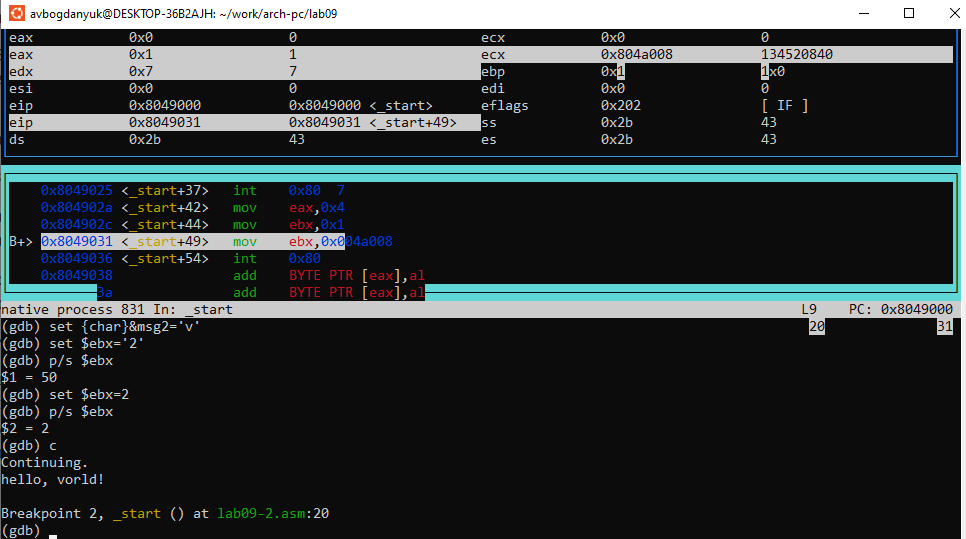 avbogdanyuk@DESKTOP-36B2AJH: ~/work/arch-pc/lab09
eax 0x0 0 ecx 0x0 0
eax 0x1 1 ecx 0x804a008 134520840
edx 0x7 7 ebp 0x1 1x0
esi 0x0 0 edi 0x0 0
eip 0x8049000 0x8049000 <_start> eflags 0x202 [ IF ]
eip 0x8049031 0x8049031 <_start+49> ss 0x2b 43
ds 0x2b 43 es 0x2b 43
0x8049025 <_start+37> int 0x80 7
0x804902a <_start+42> mov eax,0x4
0x804902c <_start+44> mov ebx,0x1
B+> 0x8049031 <_start+49> mov ebx,0x004a008
0x8049036 <_start+54> int 0x80
0x8049038 add BYTE PTR [eax],al
3a add BYTE PTR [eax],al
native process 831 In: _start L9 PC: 0x8049000
(gdb) set {char}&msg2='v' 20 31
(gdb) set $ebx='2'
(gdb) p/s $ebx
$1 = 50
(gdb) set $ebx=2
(gdb) p/s $ebx
$2 = 2
(gdb) c
Continuing.
hello, vorld!
Breakpoint 2, _start () at lab09-2.asm:20
(gdb)